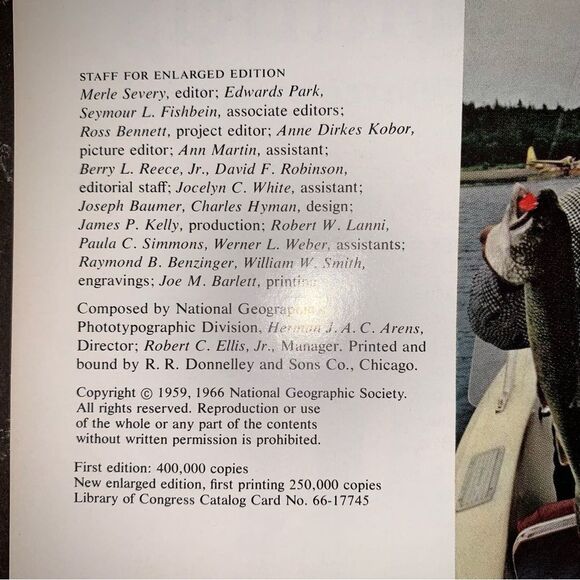 STAFF FOR ENLARGED EDITION
Merle Severy, editor; Edwards Park,
Seymour L. Fishbein, associate editors;
Ross Bennett, project editor; Anne Dirkes Kobor,
picture editor; Ann Martin, assistant;
Berry L. Reece, Jr., David F. Robinson,
editorial staff; Jocelyn C. White, assistant;
Joseph Baumer, Charles Hyman, design;
James P. Kelly, production; Robert W. Lanni,
Paula C. Simmons, Werner L. Weber, assistants;
Raymond B. Benzinger, William W. Smith,
engravings; Joe M. Barlett, printing
Composed by National Geographic's
Phototypographic Division, Herman J. A. C. Arens,
Director; Robert C. Ellis, Jr., Manager. Printed and
bound by R. R. Donnelley and Sons Co., Chicago.
Copyright © 1959, 1966 National Geographic Society.
All rights reserved. Reproduction or use
of the whole or any part of the contents
without written permission is prohibited.
First edition: 400,000 copies
New enlarged edition, first printing 250,000 copies
Library of Congress Catalog Card No. 66-17745